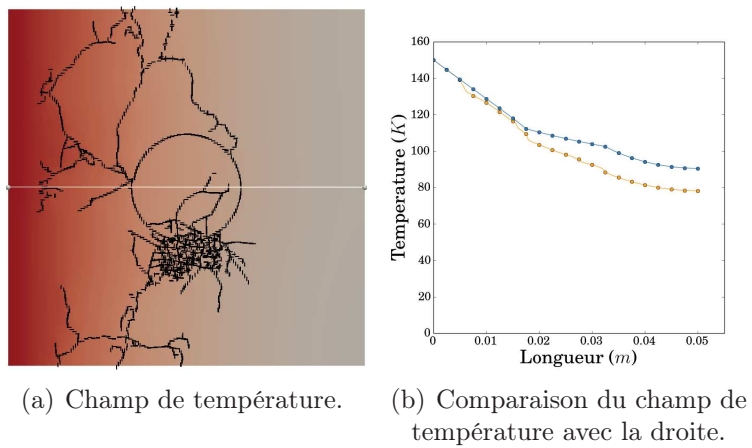 160
140
120
100
80
60
40
20
0
Temperature (K)
0 0.01 0.02 0.03 0.04 0.05
Longueur (m)
(a) Champ de température.
(b) Comparaison du champ de
température avec la droite.